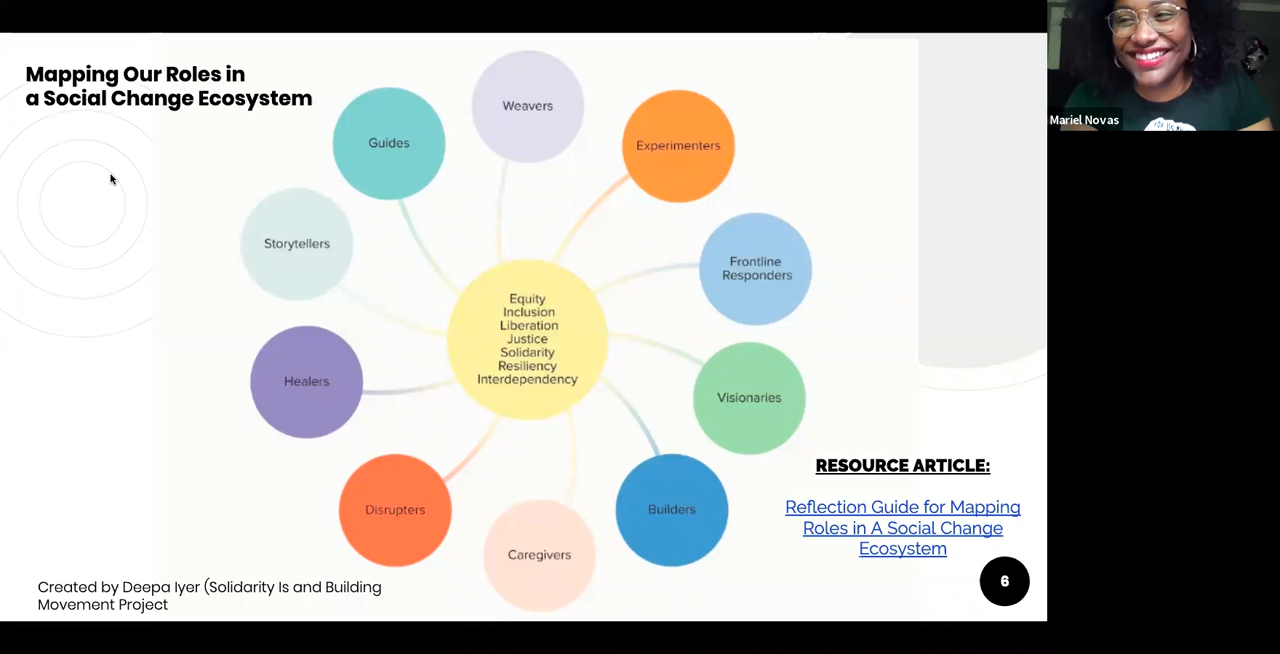 Mapping Our Roles in
a Social Change Ecosystem
Weavers
Guides
Experimenters
Storytellers
Frontline
Responders
Equity
Inclusion
Liberation
Justice
Solidarity
Resiliency
Interdependency
Healers
Visionaries
Disrupters
Builders
Caregivers
RESOURCE ARTICLE:
Reflection Guide for Mapping
Roles in A Social Change
Ecosystem
Created by Deepa Iyer (Solidarity Is and Building
Movement Project
6
Mariel Novas